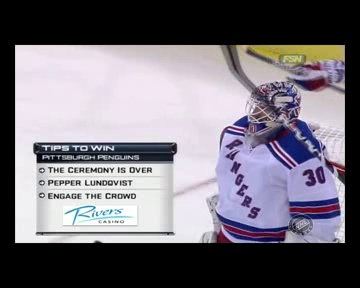 FSN
TIPS TO WIN
PITTSBURGH PENGUINS
THE CEREMONY IS OVER
PEPPER LUNDQVIST
ENGAGE THE CROWD
Rivers
CASINO
RANGERS
30